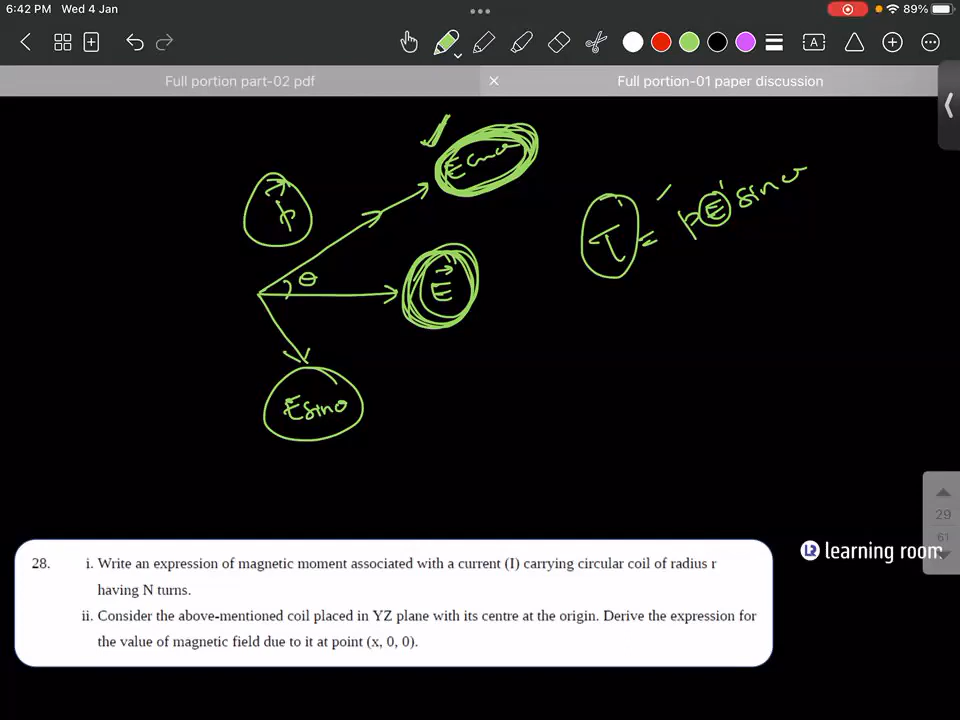 6:42 PM Wed 4 Jan
89%
A
Full portion part-02 pdf
Full portion-01 paper discussion
p
θ
E
E sinθ
τ = pE sinθ
29
61
28. i. Write an expression of magnetic moment associated with a current (I) carrying circular coil of radius r
having N turns.
ii. Consider the above-mentioned coil placed in YZ plane with its centre at the origin. Derive the expression for
the value of magnetic field due to it at point (x, 0, 0).
learning room